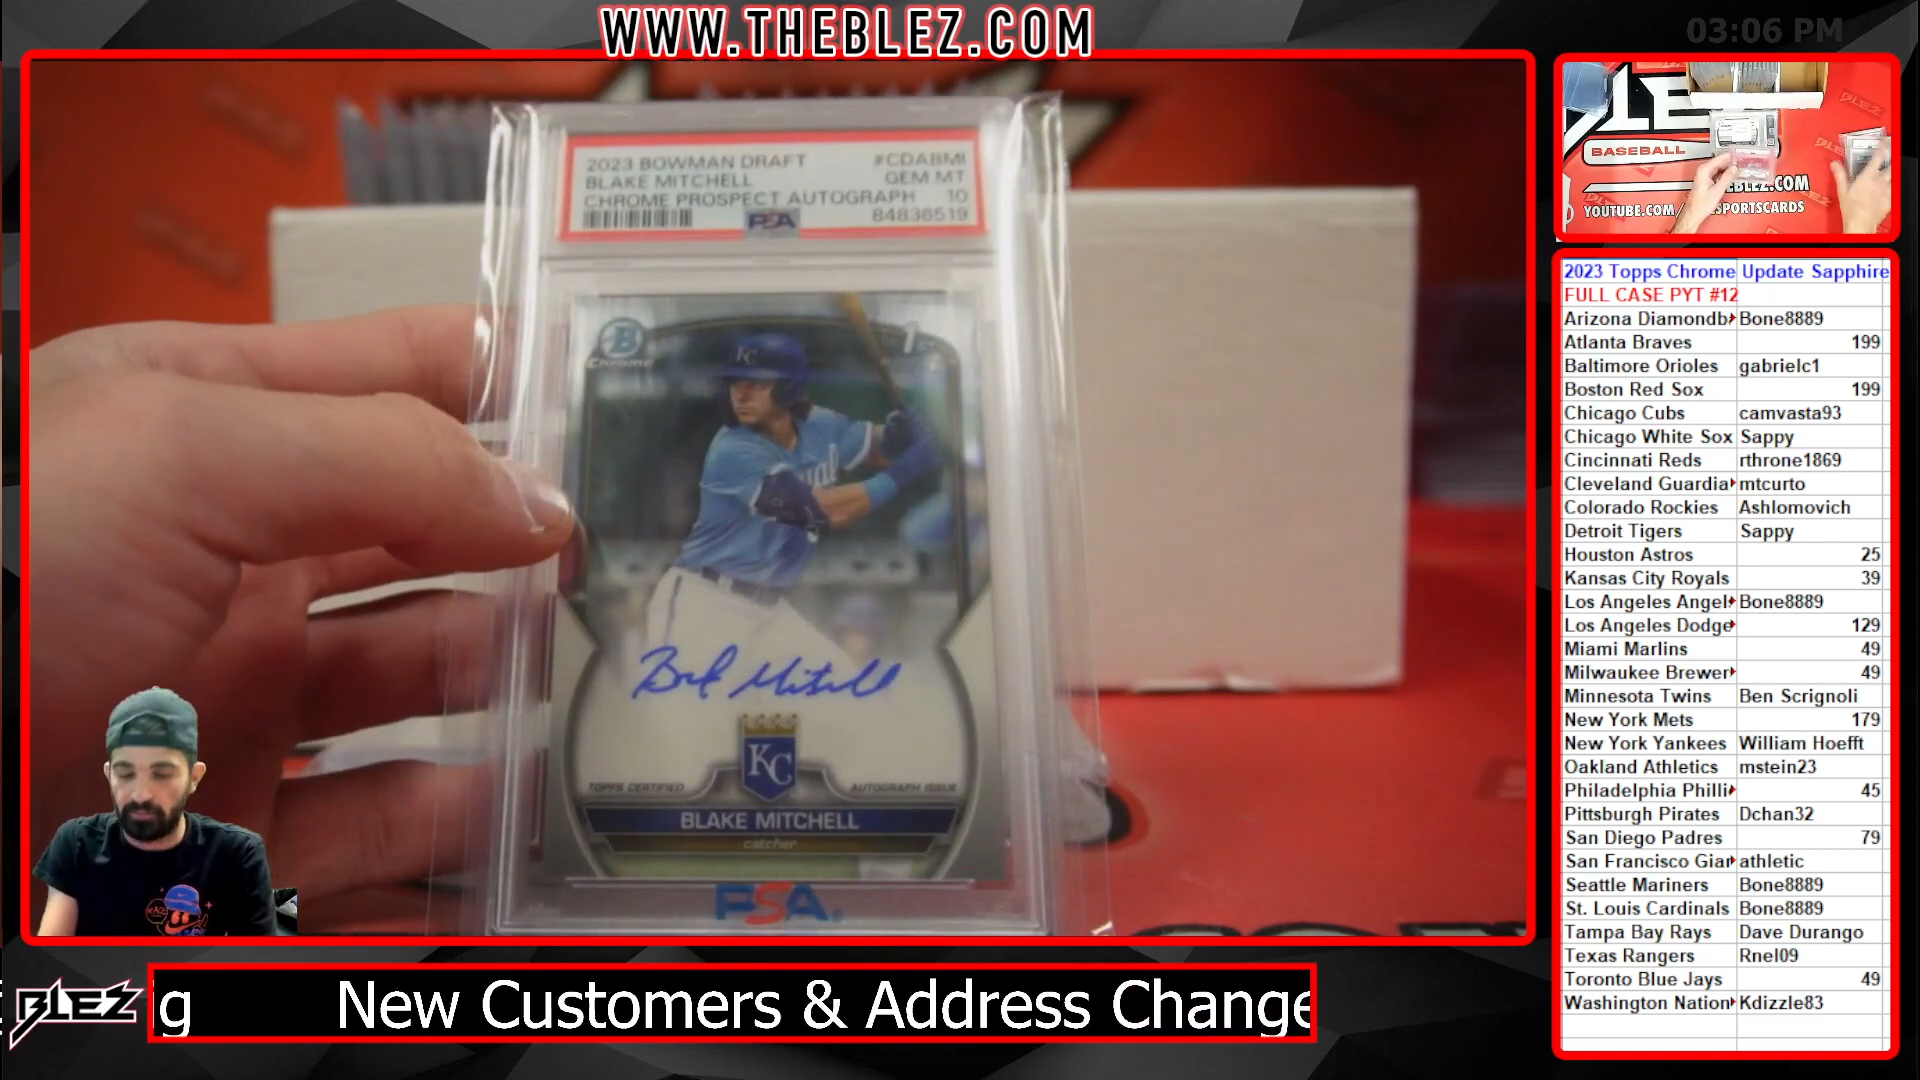 WWW.THEBLEZ.COM
03:06 PM
2023 BOWMAN DRAFT #CDABMI
BLAKE MITCHELL GEM MT
CHROME PROSPECT AUTOGRAPH 10
84836519
PSA
B
Chrome
1
KC
KC
TOPPS CERTIFIED AUTOGRAPH ISSUE
BLAKE MITCHELL
catcher
PSA
BASEBALL
YOUTUBE.COM/
2023 Topps Chrome Update Sapphire
FULL CASE PYT #12
Arizona Diamondb Bone8889
Atlanta Braves 199
Baltimore Orioles gabrielc1
Boston Red Sox 199
Chicago Cubs camvasta93
Chicago White Sox Sappy
Cincinnati Reds rthrone1869
Cleveland Guardia mtcurto
Colorado Rockies Ashlomovich
Detroit Tigers Sappy
Houston Astros 25
Kansas City Royals 39
Los Angeles Angel Bone8889
Los Angeles Dodge 129
Miami Marlins 49
Milwaukee Brewer 49
Minnesota Twins Ben Scrignoli
New York Mets 179
New York Yankees William Hoefft
Oakland Athletics mstein23
Philadelphia Philli 45
Pittsburgh Pirates Dchan32
San Diego Padres 79
San Francisco Gian athletic
Seattle Mariners Bone8889
St. Louis Cardinals Bone8889
Tampa Bay Rays Dave Durango
Texas Rangers Rnel09
Toronto Blue Jays 49
Washington Nation Kdizzle83
BLEZ
g New Customers & Address Change